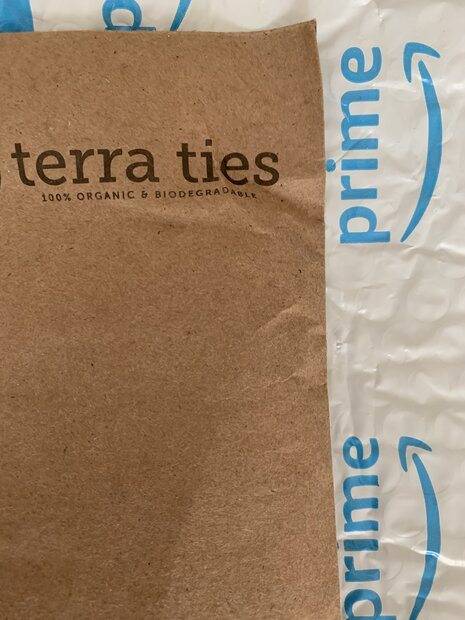 terra ties
100% ORGANIC & BIODEGRADABLE
prime
prime